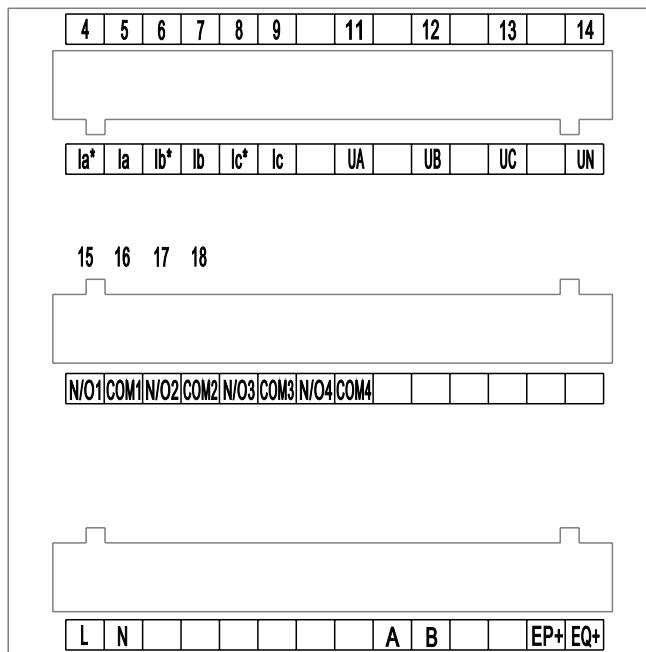 4 5 6 7 8 9 11 12 13 14
Ia* Ia Ib* Ib Ic* Ic UA UB UC UN
15 16 17 18
N/O1 COM1 N/O2 COM2 N/O3 COM3 N/O4 COM4
L N A B EP+ EQ+